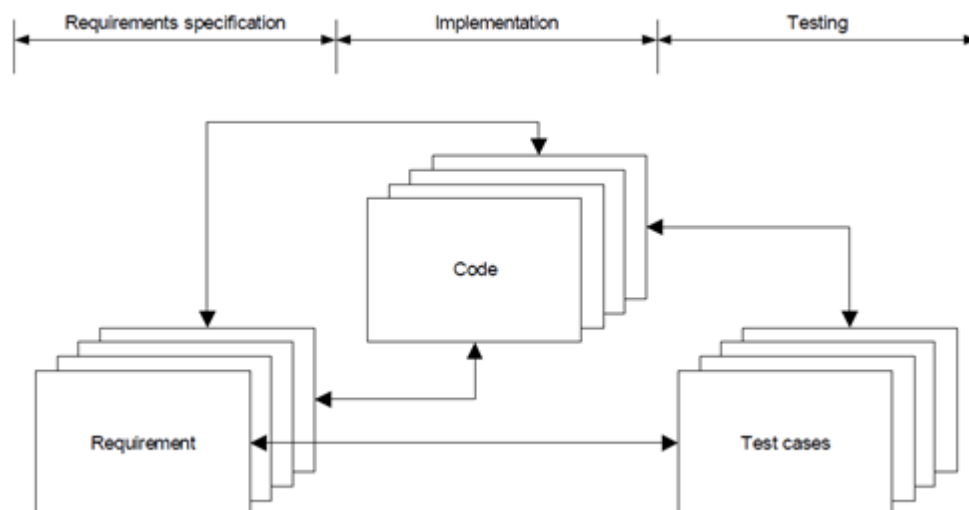 Requirements specification
Implementation
Testing
Code
Requirement
Test cases